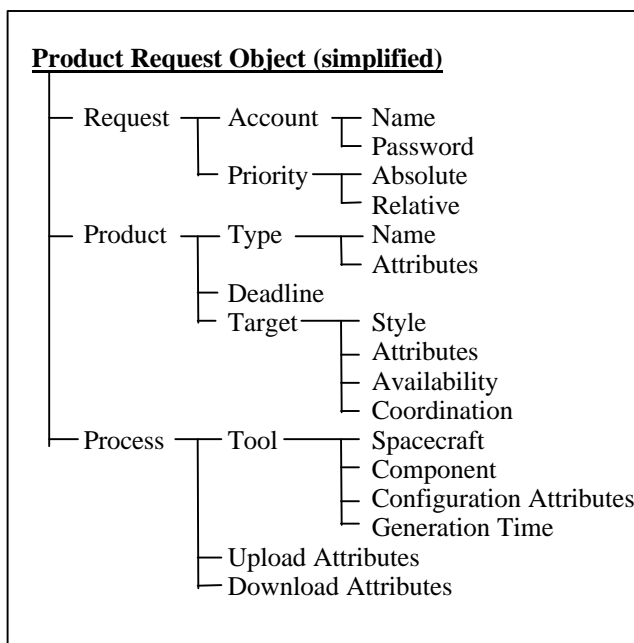 Product Request Object (simplified)
Request Account Name
Password
Priority Absolute
Relative
Product Type Name
Attributes
Deadline
Target Style
Attributes
Availability
Coordination
Process Tool Spacecraft
Component
Configuration Attributes
Generation Time
Upload Attributes
Download Attributes